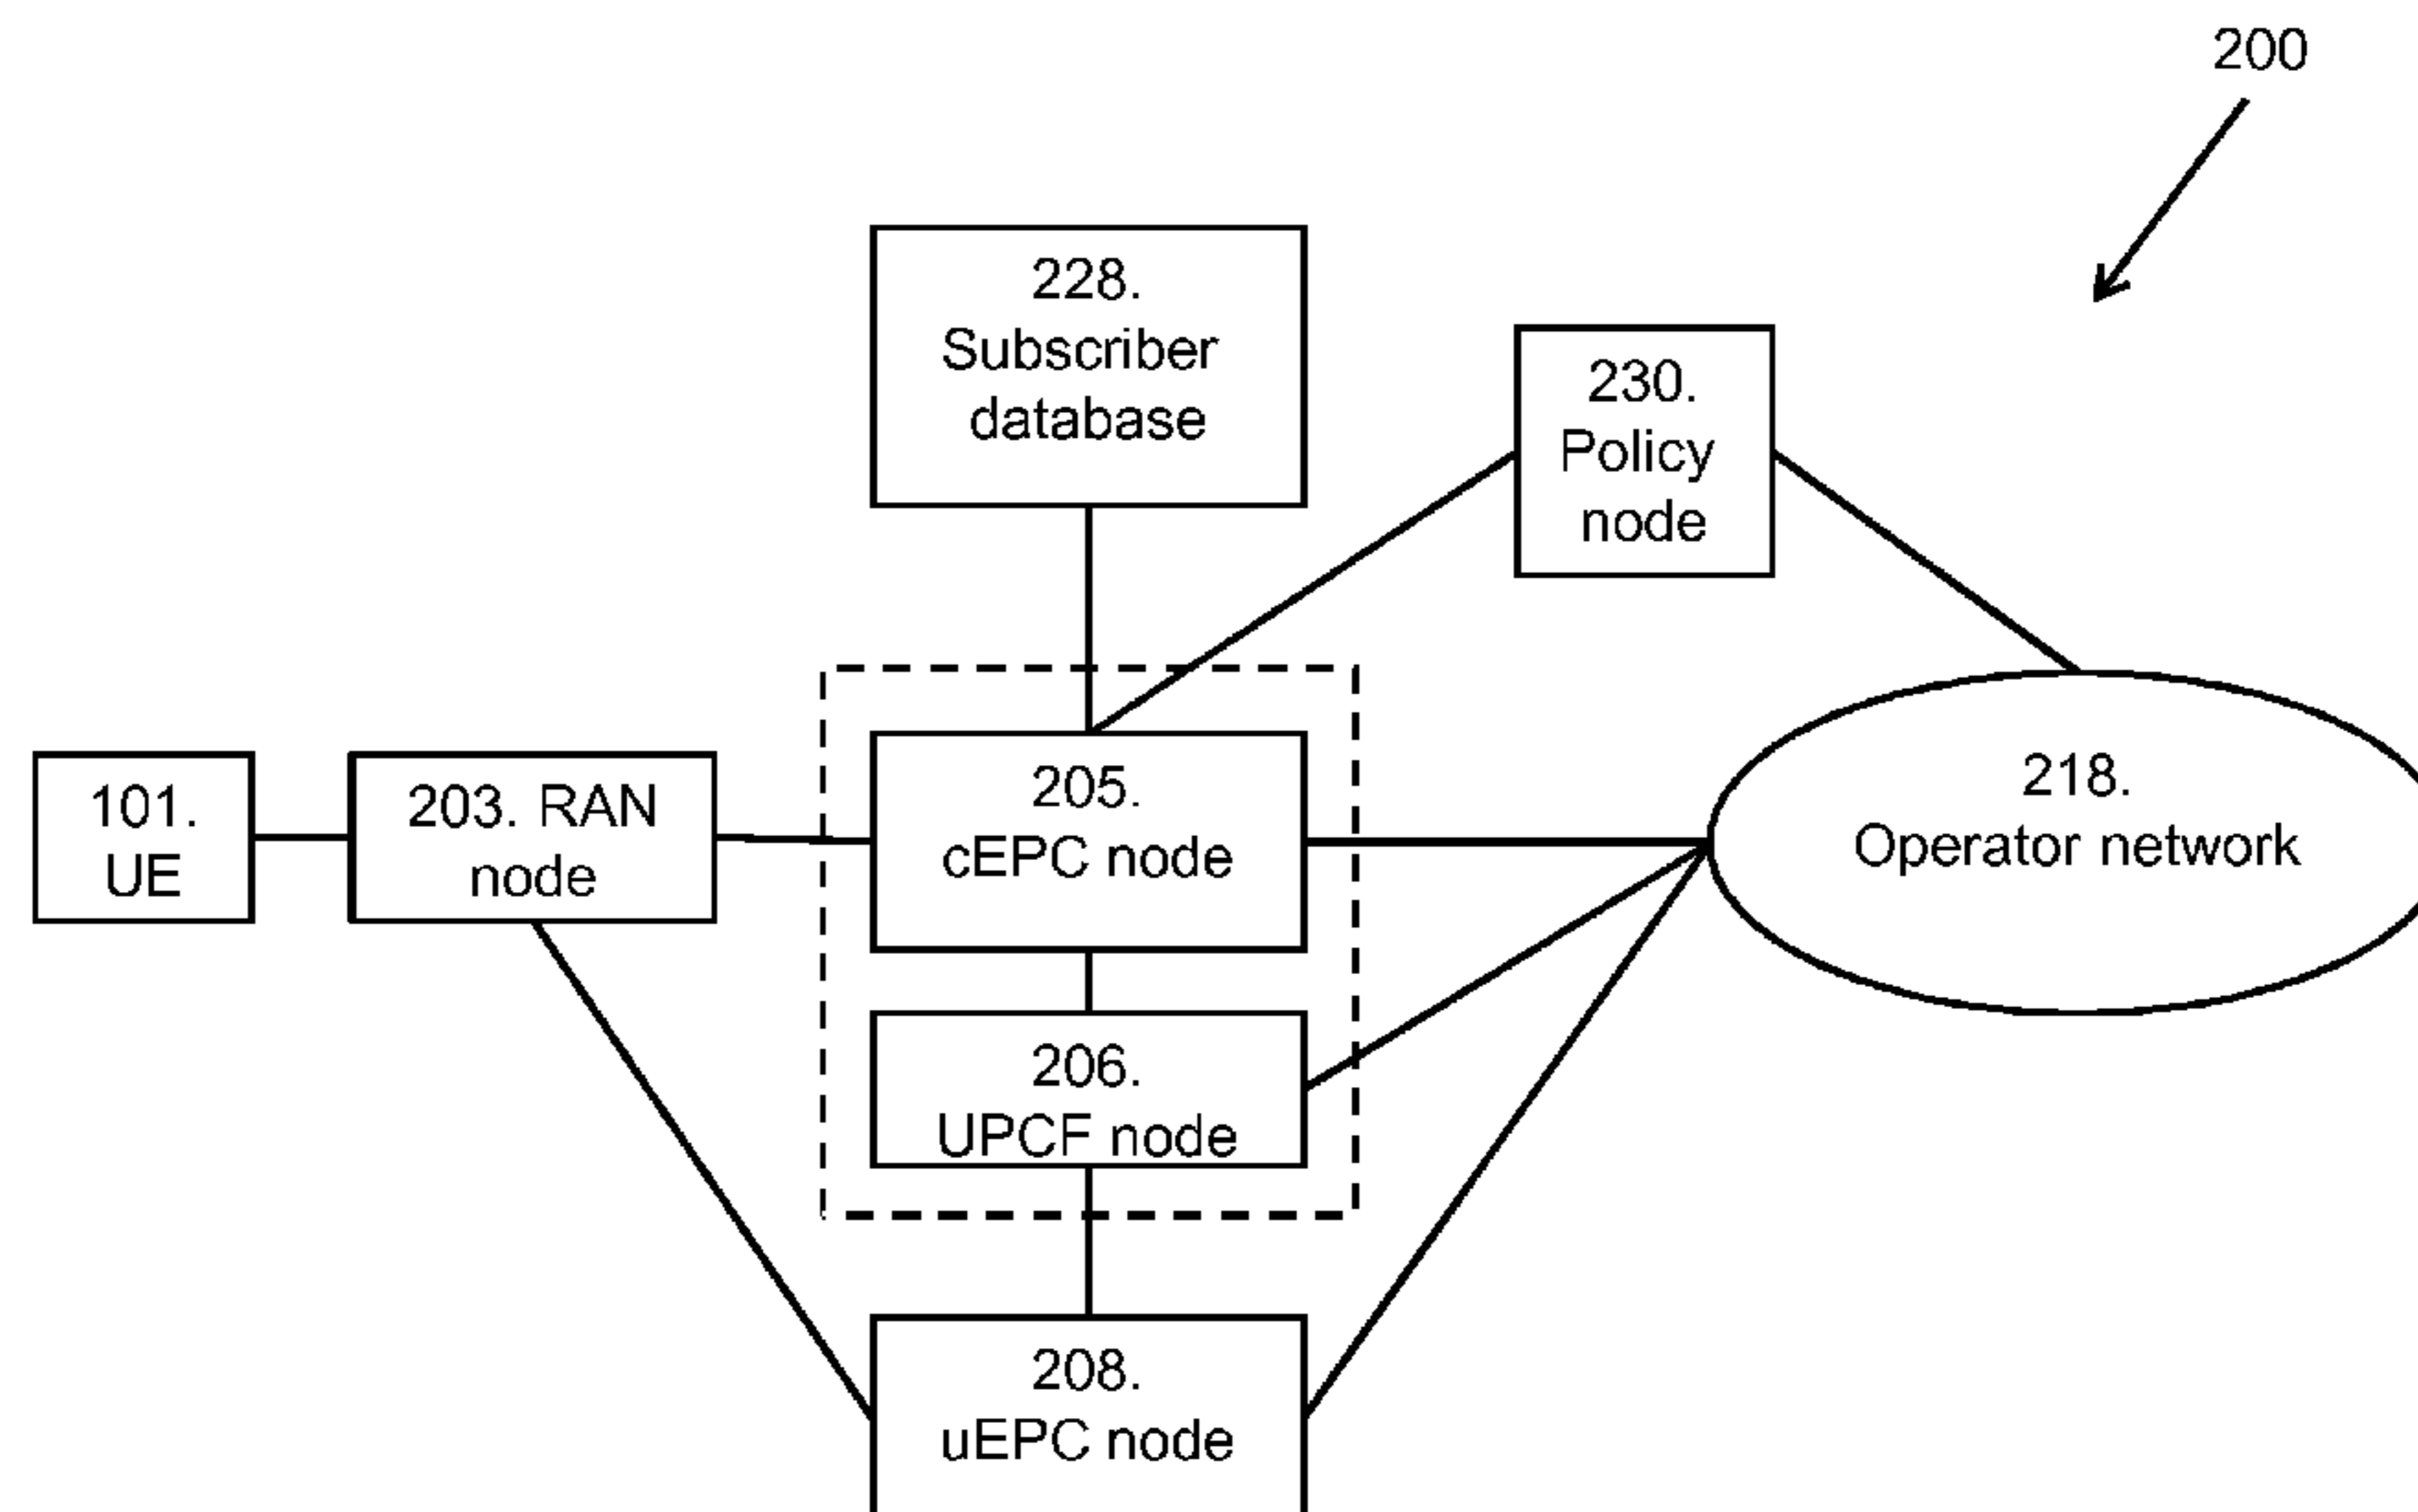 200
228.
Subscriber
database
230.
Policy
node
101.
UE
203. RAN
node
205.
cEPC node
218.
Operator network
206.
UPCF node
208.
uEPC node